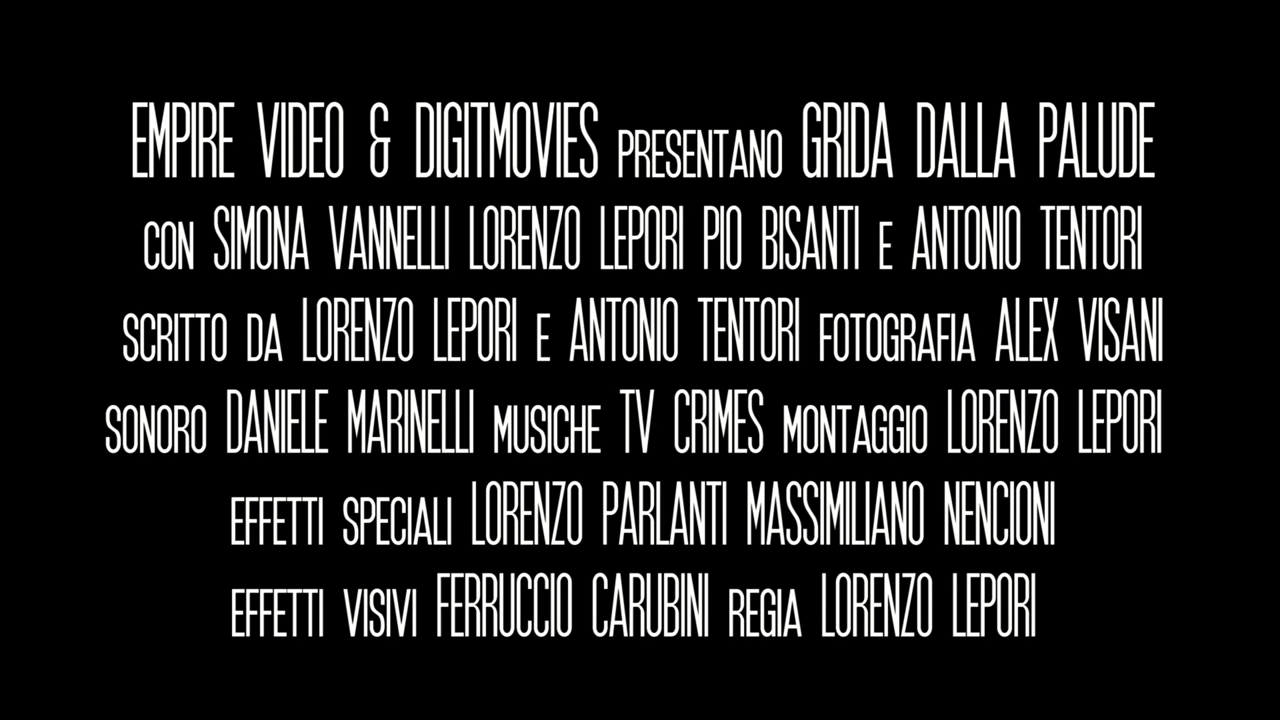 EMPIRE VIDEO & DIGITMOVIES PRESENTANO GRIDA DALLA PALUDE
CON SIMONA VANNELLI LORENZO LEPORI PIO BISANTI E ANTONIO TENTORI
SCRITTO DA LORENZO LEPORI E ANTONIO TENTORI FOTOGRAFIA ALEX VISANI
SONORO DANIELE MARINELLI MUSICHE TV CRIMES MONTAGGIO LORENZO LEPORI
EFFETTI SPECIALI LORENZO PARLANTI MASSIMILIANO NENCIONI
EFFETTI VISIVI FERRUCCIO CARUBINI REGIA LORENZO LEPORI